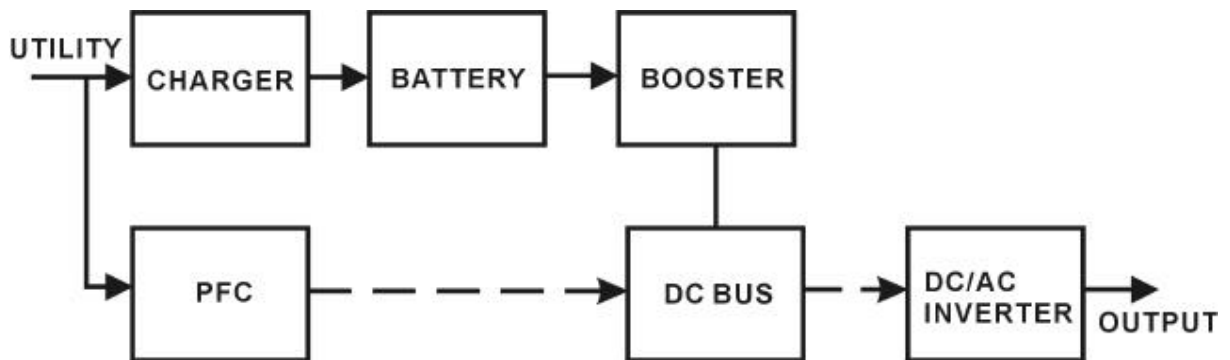 UTILITY
CHARGER
BATTERY
BOOSTER
PFC
DC BUS
DC/AC
INVERTER
OUTPUT